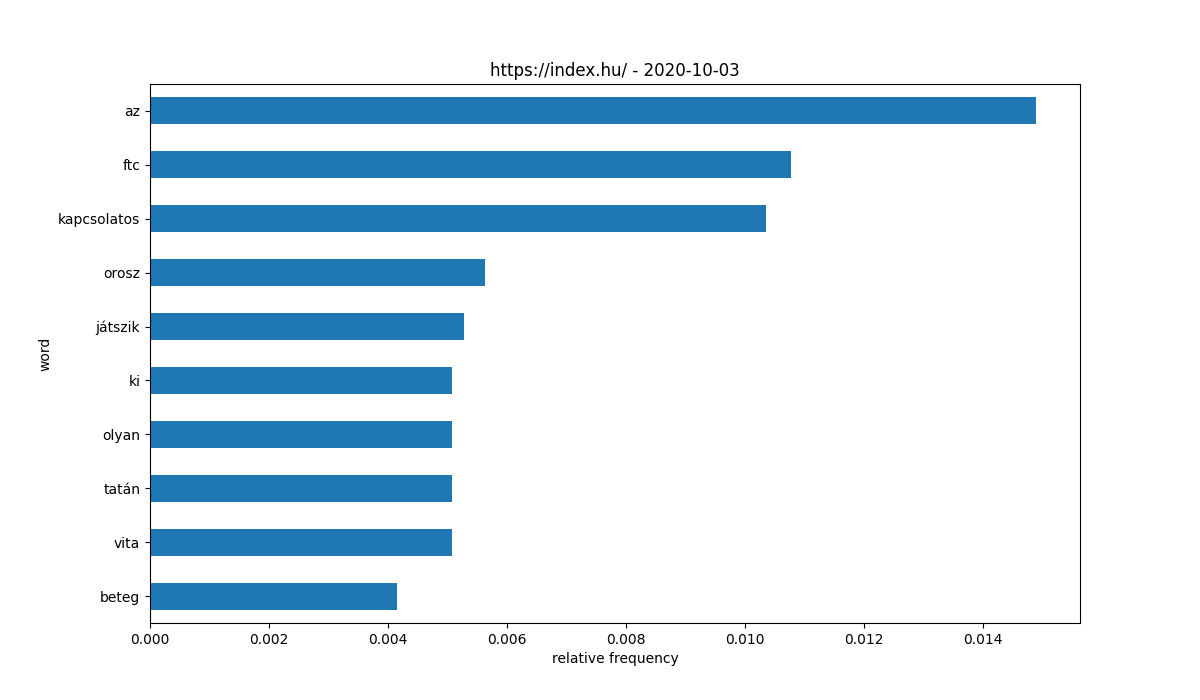 https://index.hu/ - 2020-10-03
az
ftc
kapcsolatos
orosz
játszik
ki
olyan
tatán
vita
beteg
word
0.000 0.002 0.004 0.006 0.008 0.010 0.012 0.014
relative frequency